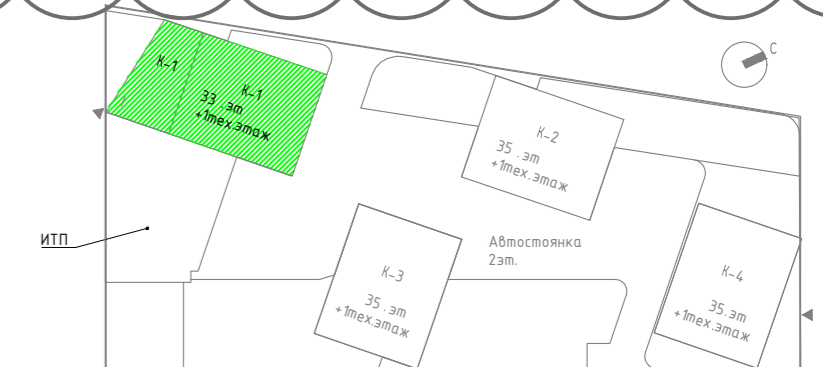 С
К-1
К-1
33 .эт
+1тех.этаж
К-2
35 .эт
+1тех.этаж
ИТП
Автостоянка
2эт.
К-3
35.эт
+1тех.этаж
К-4
35.эт
+1тех.этаж